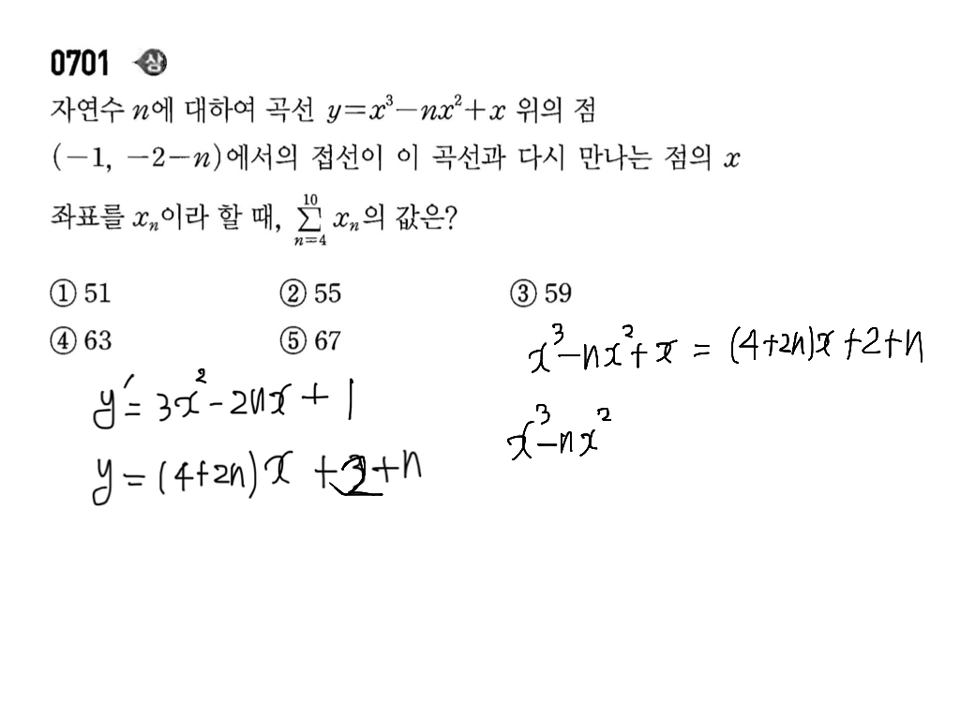 0701 상
자연수 n에 대하여 곡선 y=x³-nx²+x 위의 점
(-1, -2-n)에서의 접선이 이 곡선과 다시 만나는 점의 x
좌표를 xₙ이라 할 때, ∑_{n=4}^{10} xₙ의 값은?
① 51 ② 55 ③ 59
④ 63 ⑤ 67
x³-nx²+x = (4+2n)x+2+n
y'=3x²-2nx+1
x³-nx²
y=(4+2n)x+2+n